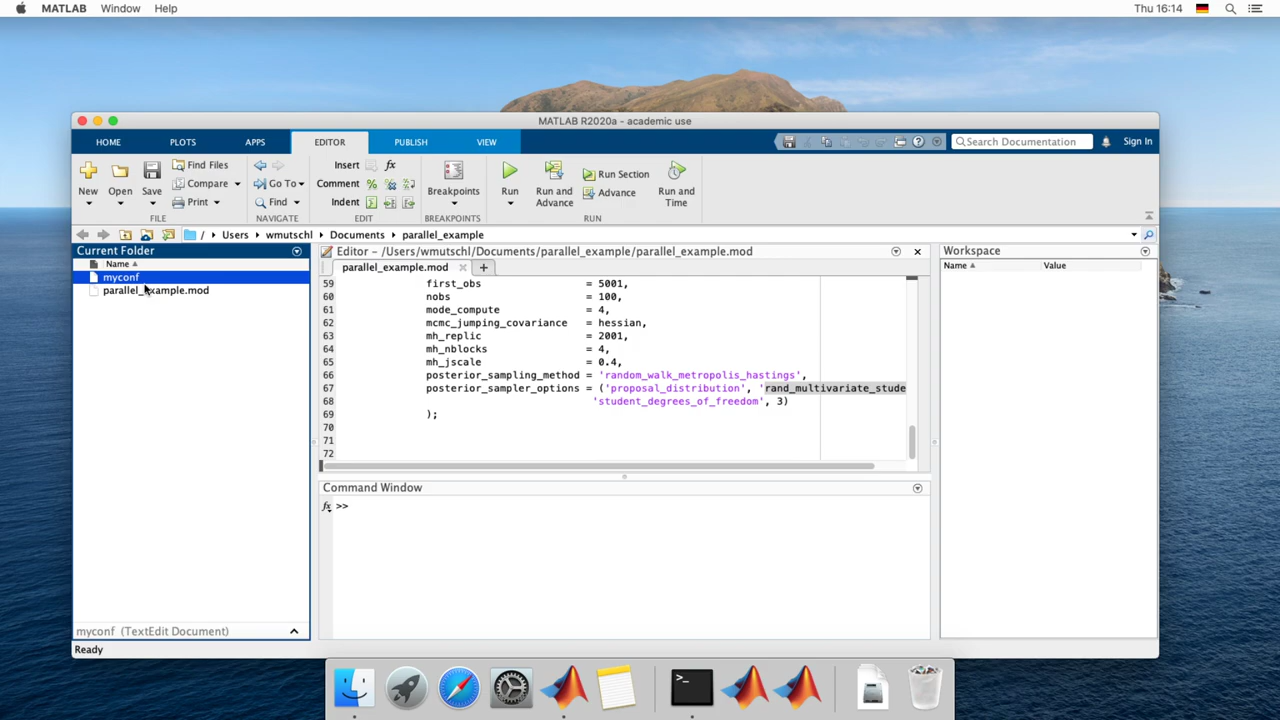 MATLAB Window Help Thu 16:14
MATLAB R2020a - academic use
HOME PLOTS APPS EDITOR PUBLISH VIEW Search Documentation Sign In
New Open Save Find Files Compare Print Go To Find Insert Comment Indent fx Breakpoints Run Run and Advance Run Section Advance Run and Time
FILE NAVIGATE EDIT BREAKPOINTS RUN
/ Users wmutschl Documents parallel_example
Current Folder
Name
myconf
parallel_example.mod
myconf (TextEdit Document)
Editor - /Users/wmutschl/Documents/parallel_example/parallel_example.mod
parallel_example.mod
59 first_obs = 5001,
60 nobs = 100,
61 mode_compute = 4,
62 mcmc_jumping_covariance = hessian,
63 mh_replic = 2001,
64 mh_nblocks = 4,
65 mh_jscale = 0.4,
66 posterior_sampling_method = 'random_walk_metropolis_hastings',
67 posterior_sampler_options = ('proposal_distribution', 'rand_multivariate_stude
68 'student_degrees_of_freedom', 3)
69 );
70
71
72
Command Window
fx >>
Workspace
Name Value
Ready
>_